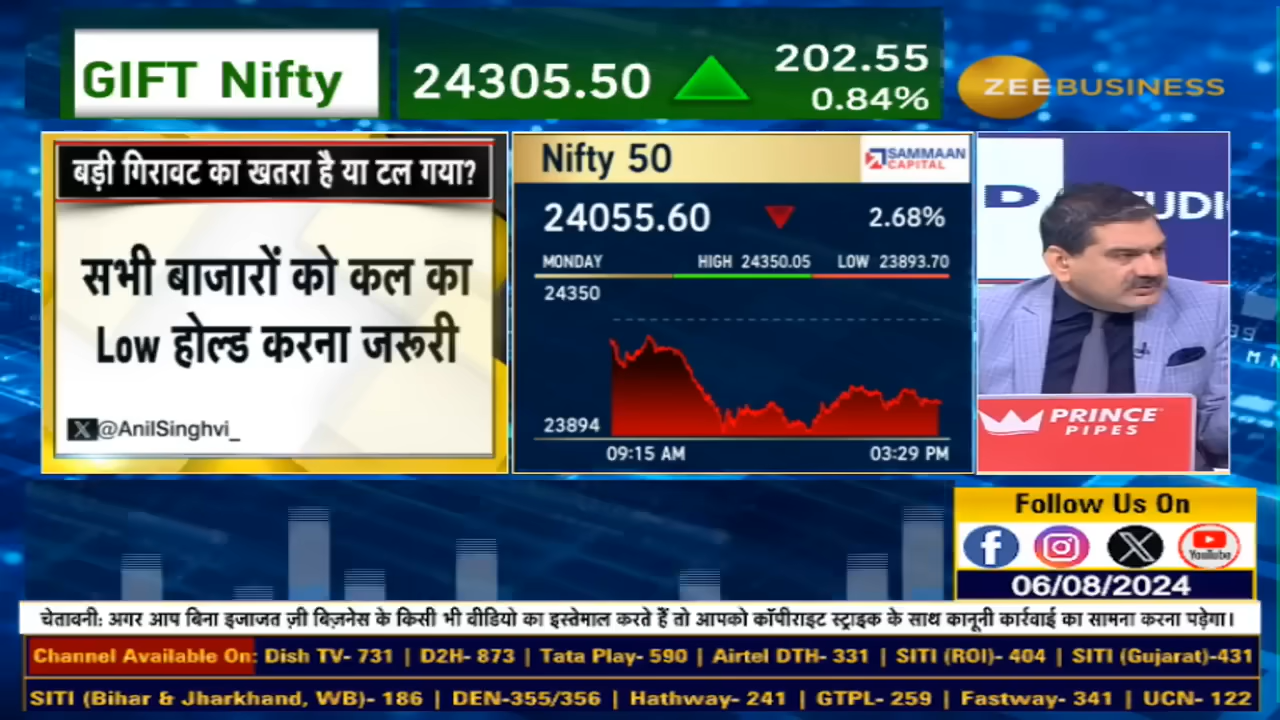 GIFT Nifty
24305.50
202.55
0.84%
ZEEBUSINESS
बड़ी गिरावट का खतरा है या टल गया?
सभी बाजारों को कल का
Low होल्ड करना जरूरी
X@AnilSinghvi_
Nifty 50
SAMMAAN
CAPITAL
24055.60
2.68%
MONDAY
HIGH 24350.05
LOW 23893.70
24350
23894
09:15 AM
03:29 PM
D
TUDI
PRINCE
PIPES
Follow Us On
YouTube
06/08/2024
चेतावनी: अगर आप बिना इजाजत ज़ी बिज़नेस के किसी भी वीडियो का इस्तेमाल करते हैं तो आपको कॉपीराइट स्ट्राइक के साथ कानूनी कार्रवाई का सामना करना पड़ेगा।
Channel Available On: Dish TV- 731 | D2H- 873 | Tata Play- 590 | Airtel DTH- 331 | SITI (ROI)- 404 | SITI (Gujarat)-431
SITI (Bihar & Jharkhand, WB)- 186 | DEN-355/356 | Hathway- 241 | GTPL- 259 | Fastway- 341 | UCN- 122